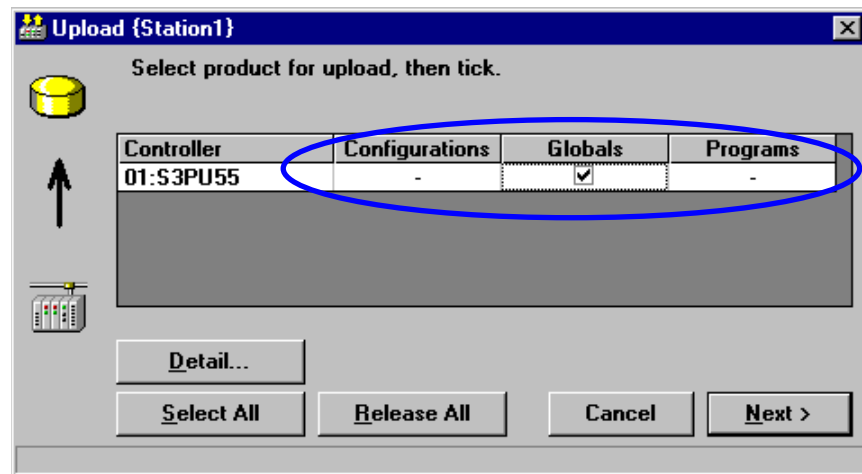 Upload {Station1}
Select product for upload, then tick.
Controller Configurations Globals Programs
01:S3PU55 - -
Detail...
Select All Release All Cancel Next >